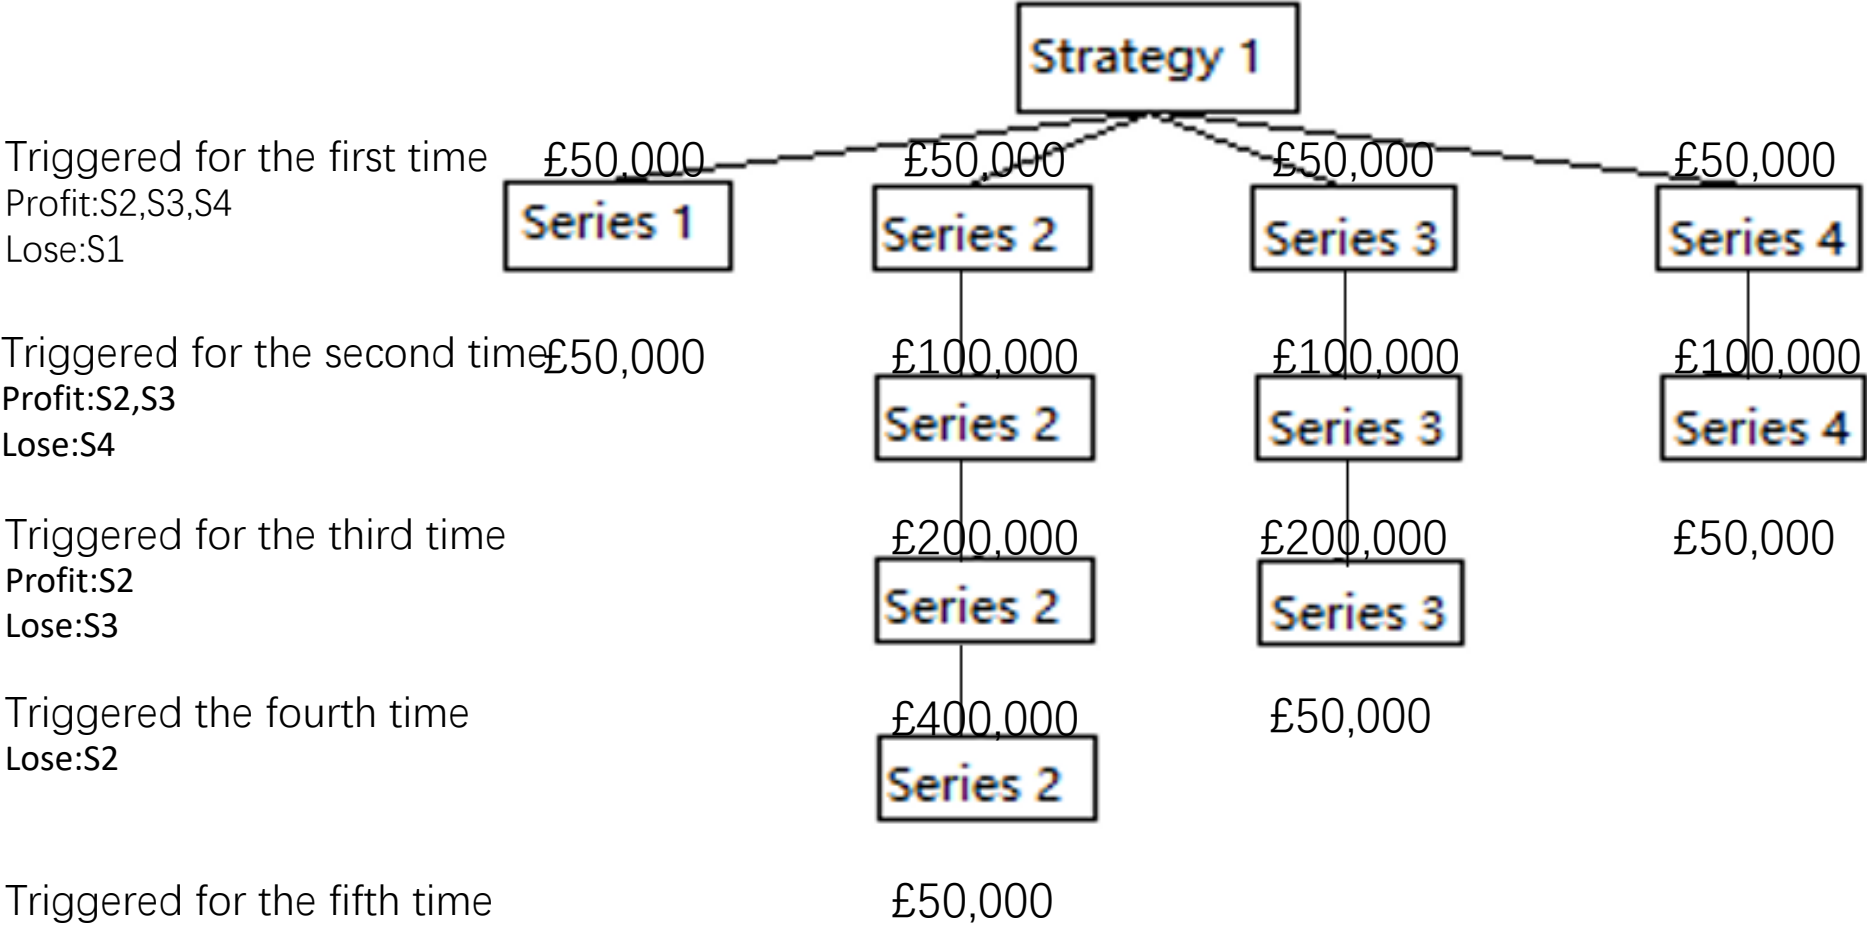 Strategy 1
Triggered for the first time £50,000 £50,000 £50,000 £50,000
Profit:S2,S3,S4
Lose:S1
Series 1 Series 2 Series 3 Series 4
Triggered for the second time £50,000 £100,000 £100,000 £100,000
Profit:S2,S3
Lose:S4
Series 2 Series 3 Series 4
Triggered for the third time £200,000 £200,000 £50,000
Profit:S2
Lose:S3
Series 2 Series 3
Triggered the fourth time £400,000 £50,000
Lose:S2
Series 2
Triggered for the fifth time £50,000